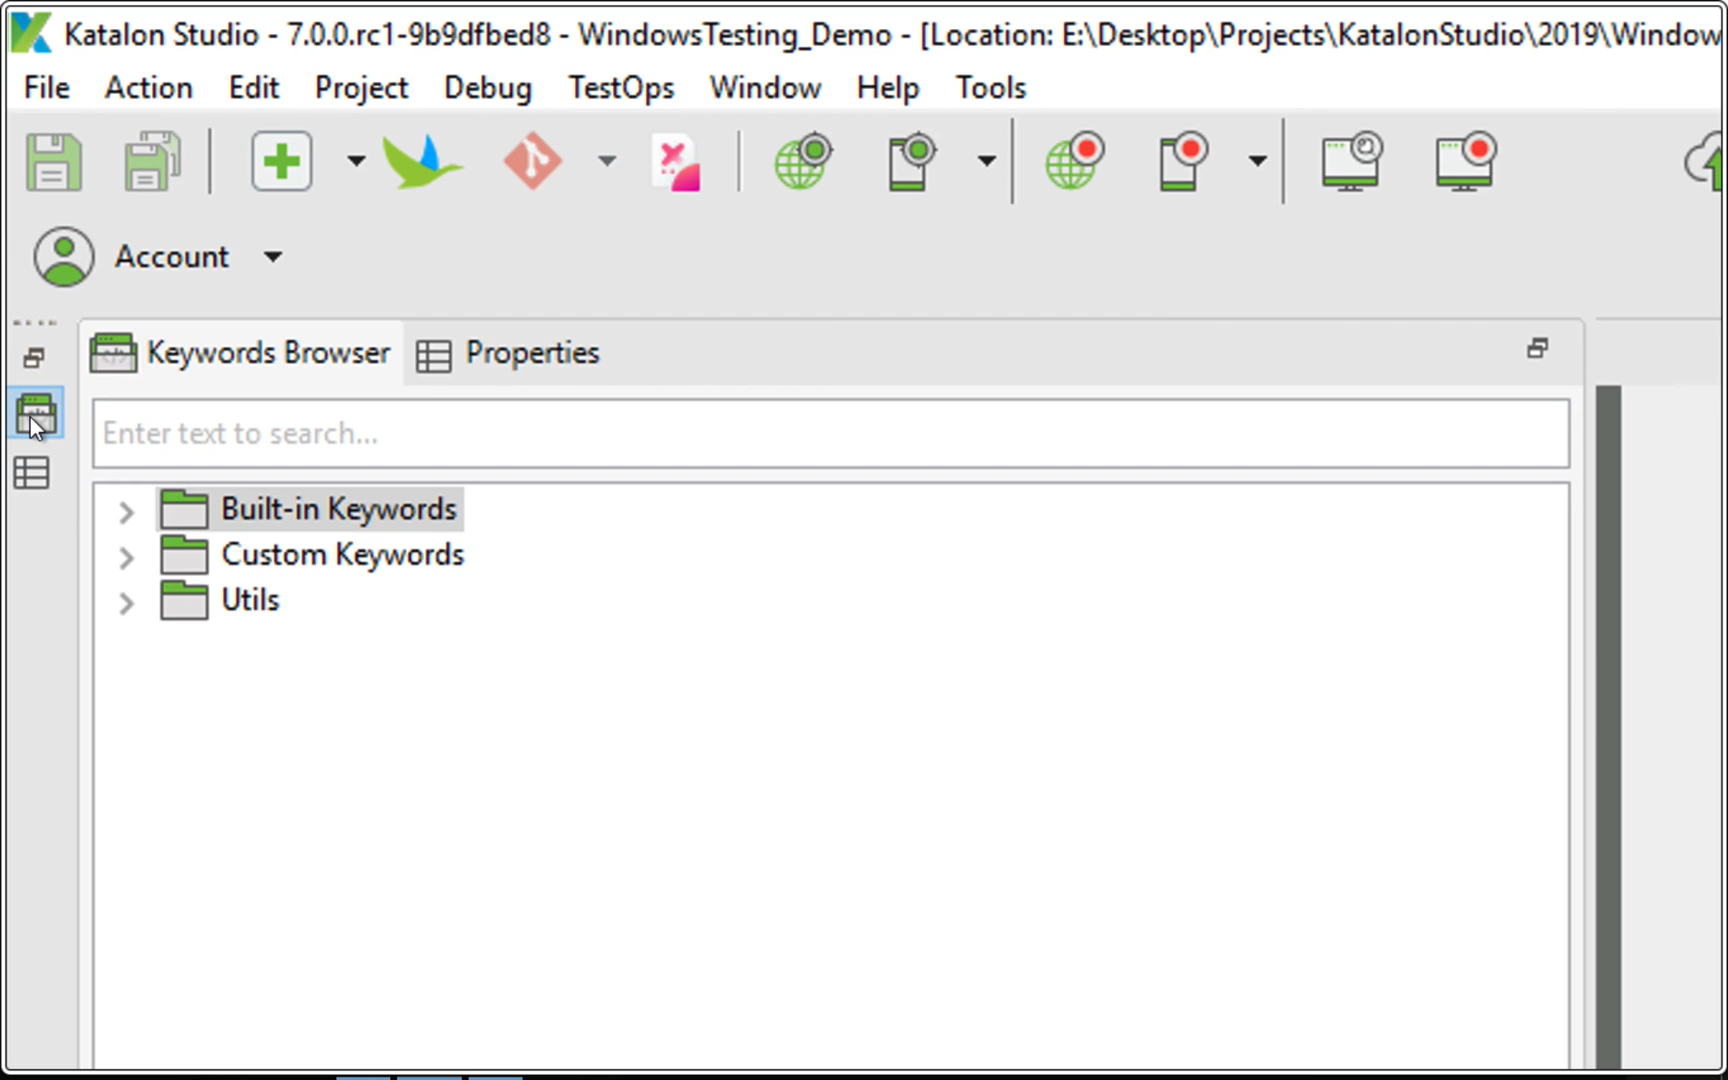 Katalon Studio - 7.0.0.rc1-9b9dfbed8 - WindowsTesting_Demo - [Location: E:\Desktop\Projects\KatalonStudio\2019\Window
File Action Edit Project Debug TestOps Window Help Tools
Account
Keywords Browser Properties
Enter text to search...
Built-in Keywords
Custom Keywords
Utils